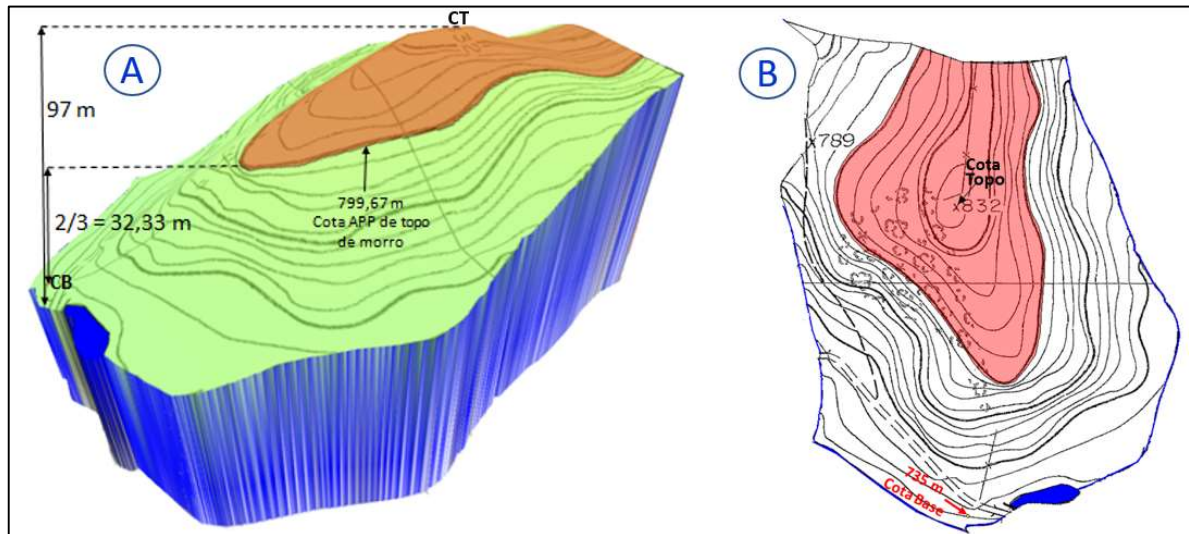 A
CT
97 m
2/3 = 32,33 m
CB
799,67 m
Cota APP de topo
de morro
B
x789
Cota
Topo
x832
735 m
Cota Base